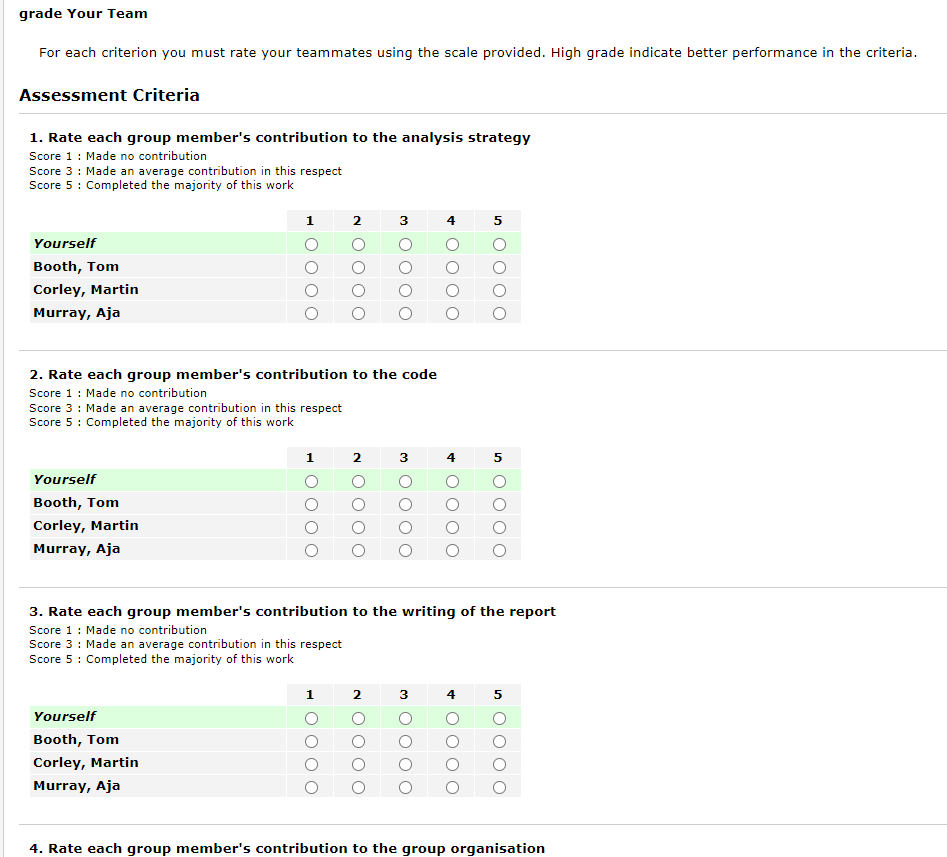 grade Your Team
For each criterion you must rate your teammates using the scale provided. High grade indicate better performance in the criteria.
Assessment Criteria
1. Rate each group member's contribution to the analysis strategy
Score 1 : Made no contribution
Score 3 : Made an average contribution in this respect
Score 5 : Completed the majority of this work
1 2 3 4 5
Yourself
Booth, Tom
Corley, Martin
Murray, Aja
2. Rate each group member's contribution to the code
Score 1 : Made no contribution
Score 3 : Made an average contribution in this respect
Score 5 : Completed the majority of this work
1 2 3 4 5
Yourself
Booth, Tom
Corley, Martin
Murray, Aja
3. Rate each group member's contribution to the writing of the report
Score 1 : Made no contribution
Score 3 : Made an average contribution in this respect
Score 5 : Completed the majority of this work
1 2 3 4 5
Yourself
Booth, Tom
Corley, Martin
Murray, Aja
4. Rate each group member's contribution to the group organisation